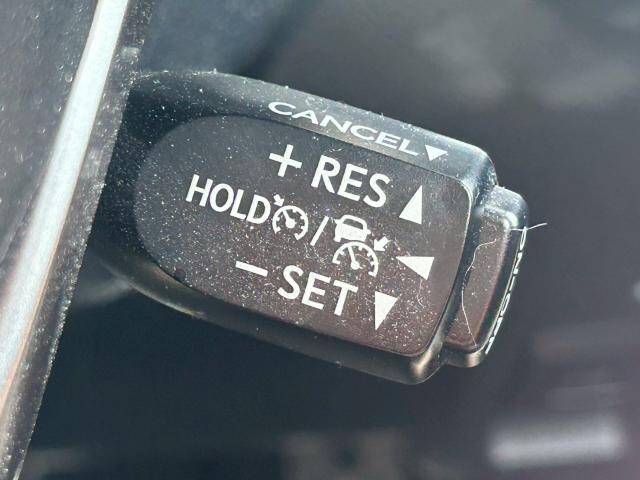 CANCEL▼
+ RES ▲
HOLD / ◀
− SET ▼